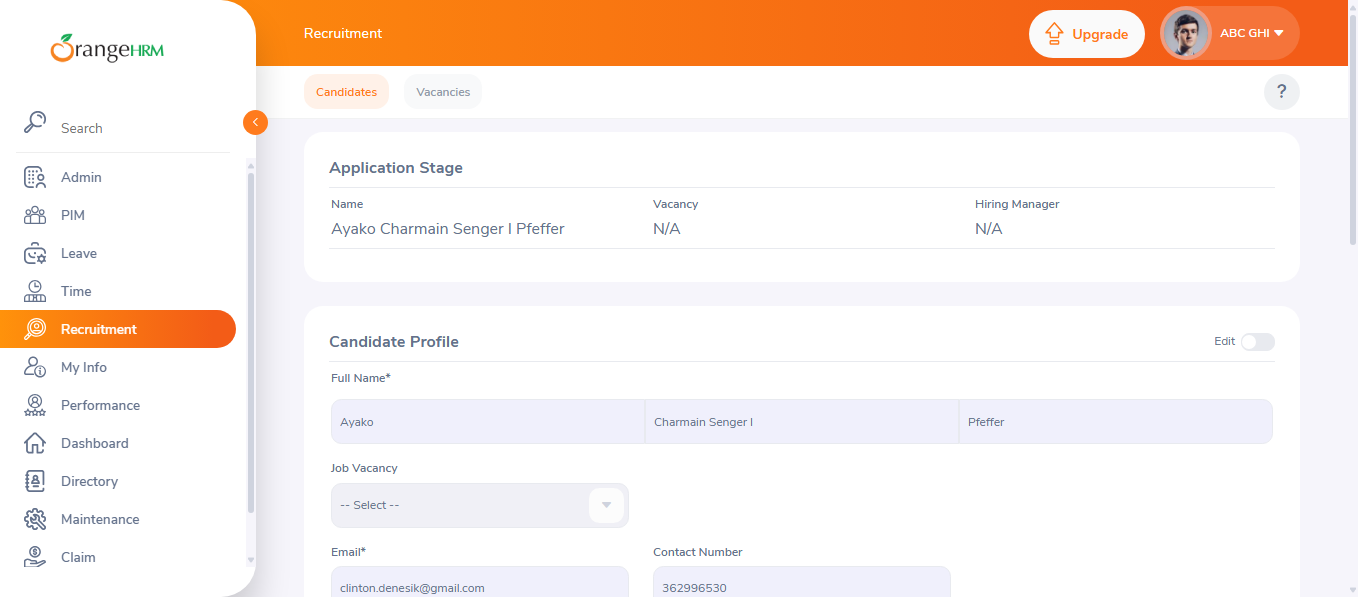 OrangeHRM
Recruitment
Upgrade
ABC GHI
Candidates
Vacancies
?
Search
Admin
PIM
Leave
Time
Recruitment
My Info
Performance
Dashboard
Directory
Maintenance
Claim
Application Stage
Name
Vacancy
Hiring Manager
Ayako Charmain Senger I Pfeffer
N/A
N/A
Candidate Profile
Edit
Full Name*
Ayako
Charmain Senger I
Pfeffer
Job Vacancy
-- Select --
Email*
Contact Number
clinton.denesik@gmail.com
362996530